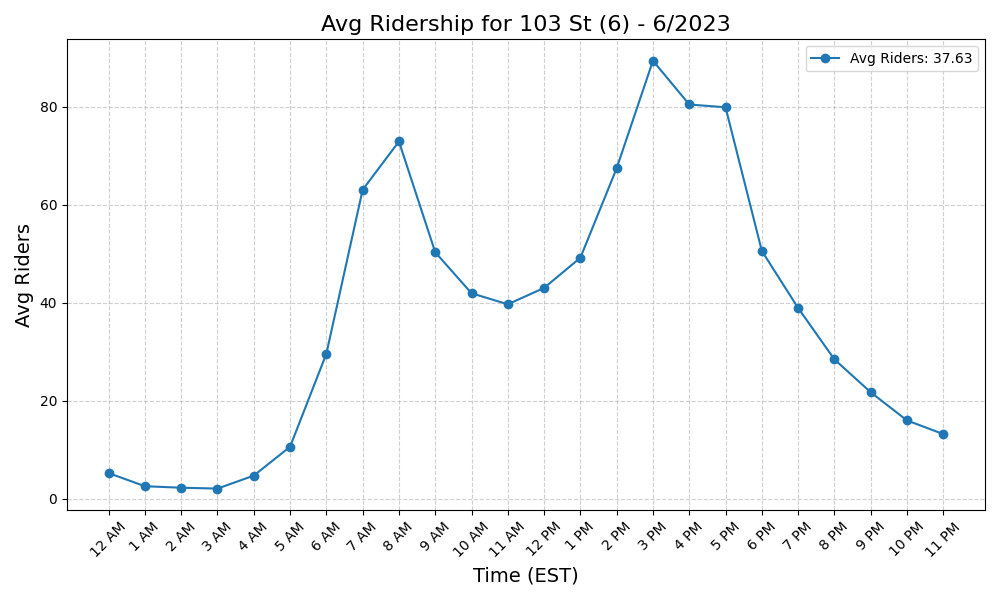 Avg Ridership for 103 St (6) - 6/2023
Avg Riders: 37.63
Avg Riders
80
60
40
20
0
12 AM
1 AM
2 AM
3 AM
4 AM
5 AM
6 AM
7 AM
8 AM
9 AM
10 AM
11 AM
12 PM
1 PM
2 PM
3 PM
4 PM
5 PM
6 PM
7 PM
8 PM
9 PM
10 PM
11 PM
Time (EST)